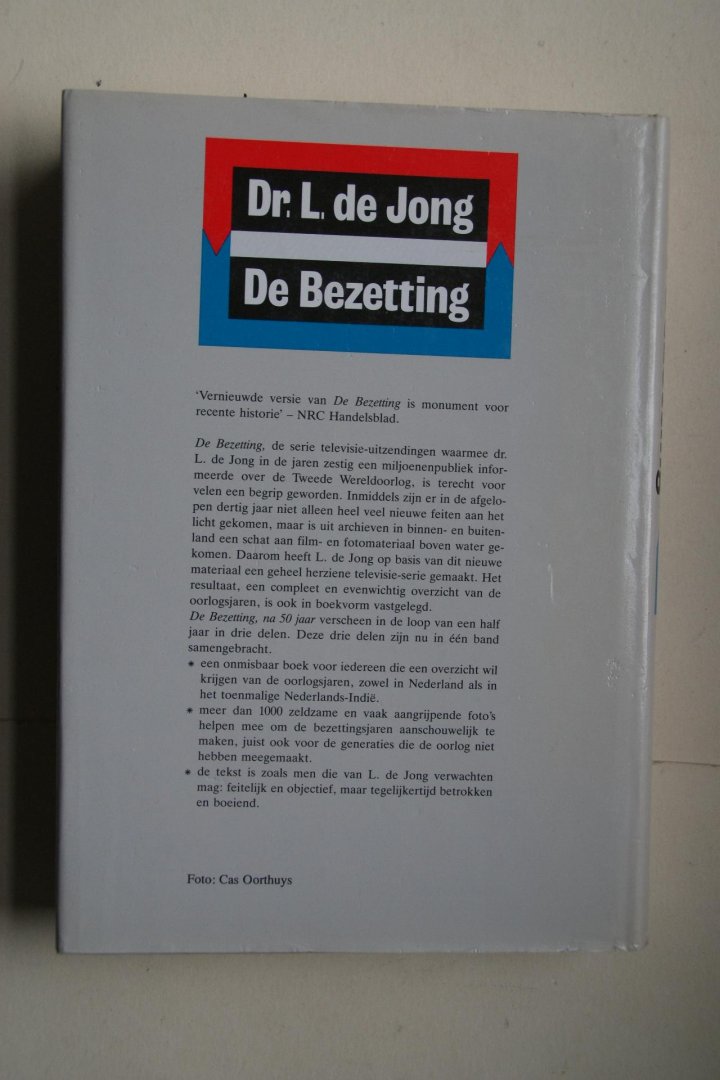 Dr. L. de Jong
De Bezetting
‘Vernieuwde versie van De Bezetting is monument voor
recente historie’ – NRC Handelsblad.
De Bezetting, de serie televisie-uitzendingen waarmee dr.
L. de Jong in de jaren zestig een miljoenenpubliek infor-
meerde over de Tweede Wereldoorlog, is terecht voor
velen een begrip geworden. Inmiddels zijn er in de afgelo-
pen dertig jaar niet alleen heel veel nieuwe feiten aan het
licht gekomen, maar is uit archieven in binnen- en buiten-
land een schat aan film- en fotomateriaal boven water ge-
komen. Daarom heeft L. de Jong op basis van dit nieuwe
materiaal een geheel herziene televisie-serie gemaakt. Het
resultaat, een compleet en evenwichtig overzicht van de
oorlogsjaren, is ook in boekvorm vastgelegd.
De Bezetting, na 50 jaar verscheen in de loop van een half
jaar in drie delen. Deze drie delen zijn nu in één band
samengebracht.
* een onmisbaar boek voor iedereen die een overzicht wil
krijgen van de oorlogsjaren, zowel in Nederland als in
het toenmalige Nederlands-Indië.
* meer dan 1000 zeldzame en vaak aangrijpende foto’s
helpen mee om de bezettingsjaren aanschouwelijk te
maken, juist ook voor de generaties die de oorlog niet
hebben meegemaakt.
* de tekst is zoals men die van L. de Jong verwachten
mag: feitelijk en objectief, maar tegelijkertijd betrokken
en boeiend.
Foto: Cas Oorthuys